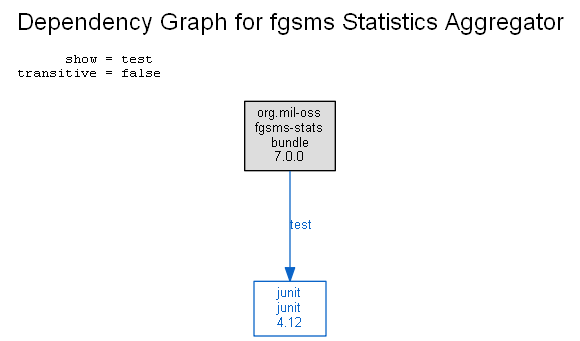 Dependency Graph for fgsms Statistics Aggregator
show = test
transitive = false
org.mil-oss
fgsms-stats
bundle
7.0.0
test
junit
junit
4.12